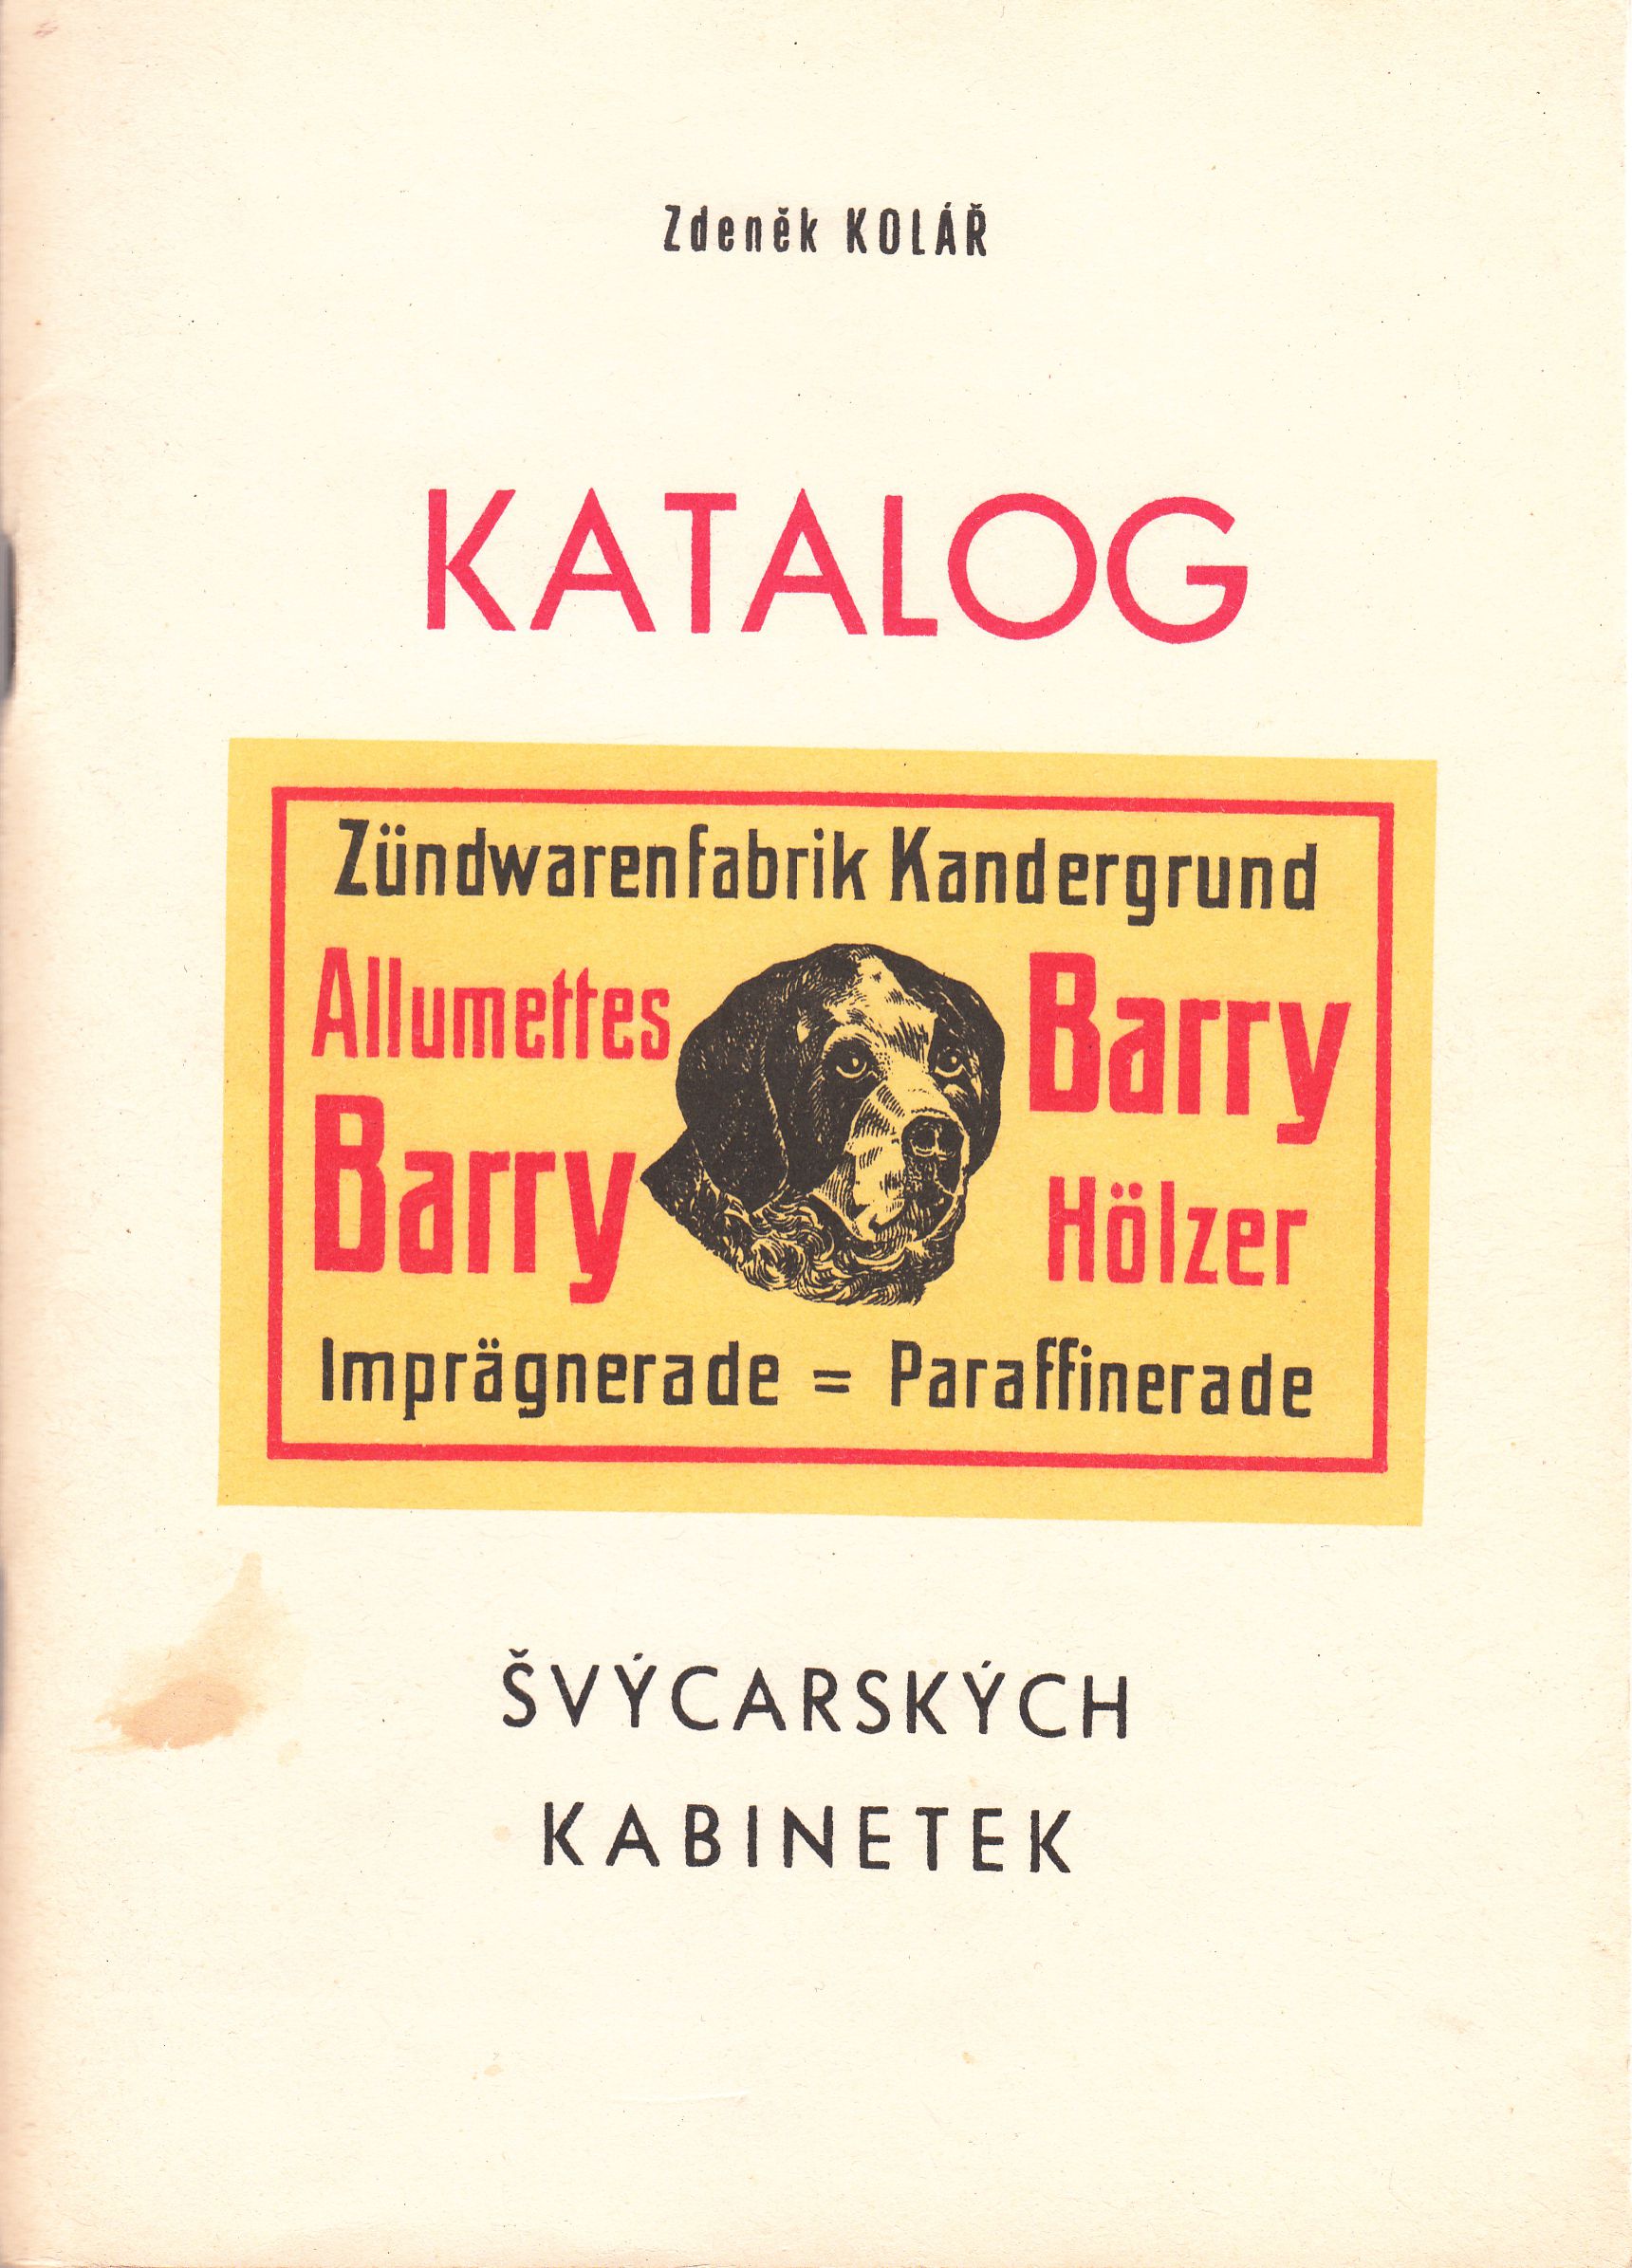 Zdeněk KOLÁŘ
KATALOG
Zündwarenfabrik Kandergrund
Allumettes Barry
Barry Hölzer
Imprägnerade = Paraffinerade
ŠVÝCARSKÝCH
KABINETEK